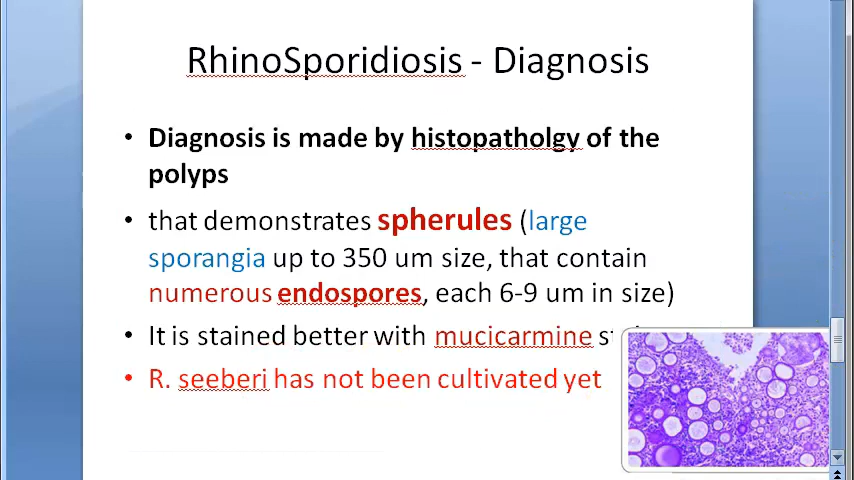 RhinoSporidiosis - Diagnosis
• Diagnosis is made by histopatholgy of the
polyps
• that demonstrates spherules (large
sporangia up to 350 um size, that contain
numerous endospores, each 6-9 um in size)
• It is stained better with mucicarmine
• R. seeberi has not been cultivated yet